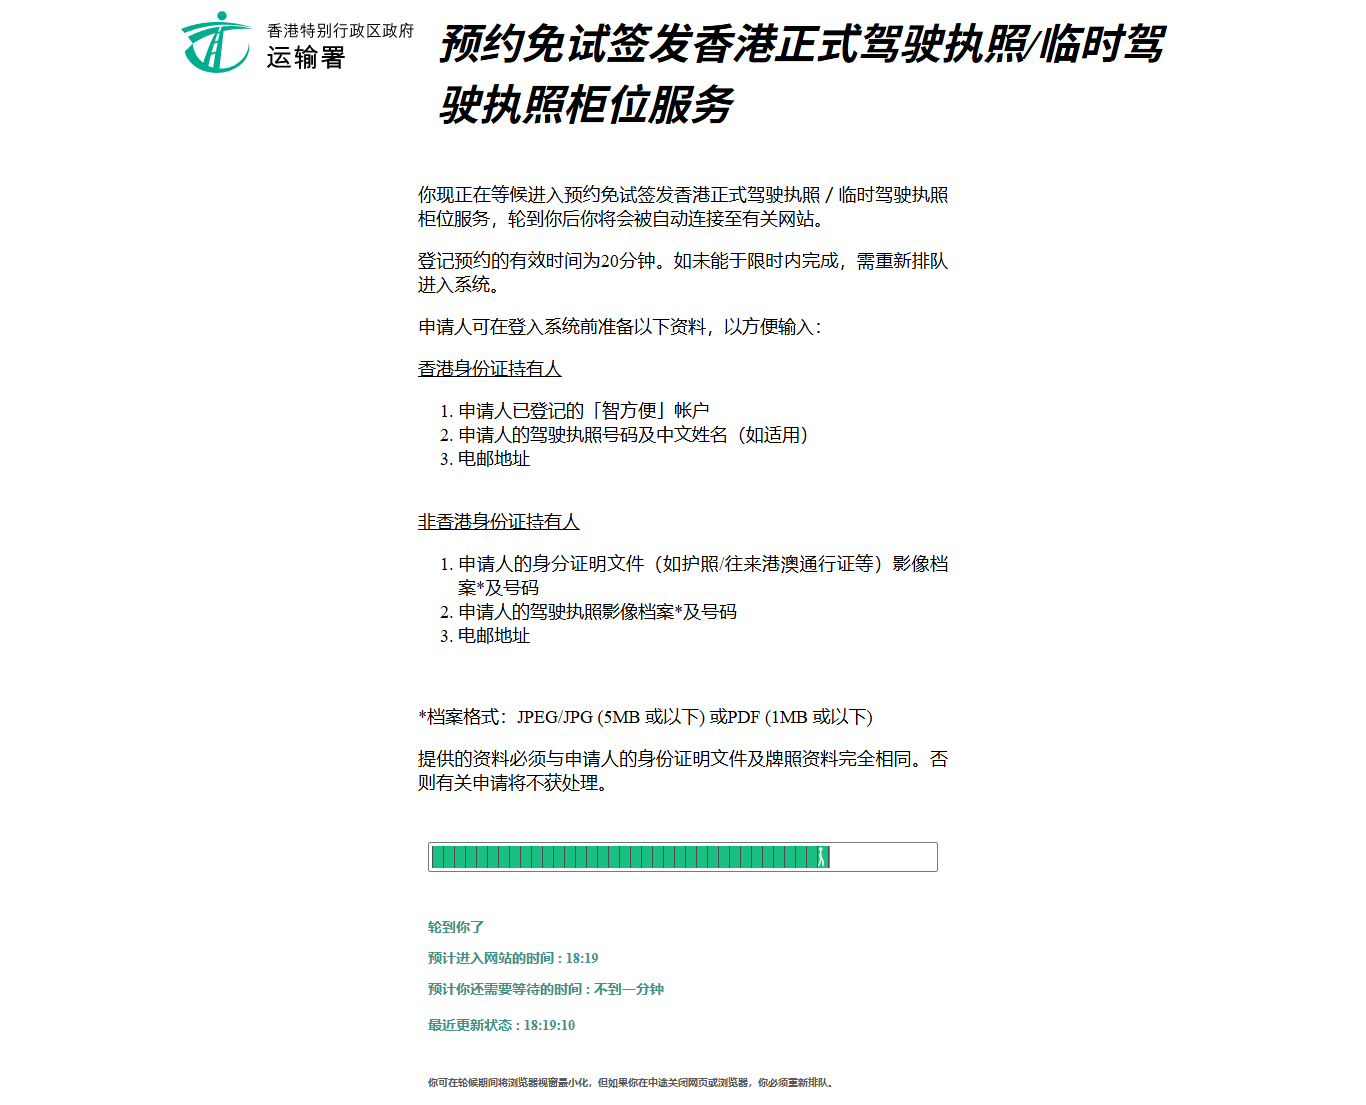 香港特别行政区政府
运输署
预约免试签发香港正式驾驶执照/临时驾
驶执照柜位服务
你现正在等候进入预约免试签发香港正式驾驶执照 / 临时驾驶执照
柜位服务，轮到你后你将会被自动连接至有关网站。
登记预约的有效时间为20分钟。如未能于限时内完成，需重新排队
进入系统。
申请人可在登入系统前准备以下资料，以方便输入：
香港身份证持有人
1. 申请人已登记的「智方便」帐户
2. 申请人的驾驶执照号码及中文姓名（如适用）
3. 电邮地址
非香港身份证持有人
1. 申请人的身分证明文件（如护照/往来港澳通行证等）影像档
案*及号码
2. 申请人的驾驶执照影像档案*及号码
3. 电邮地址
*档案格式：JPEG/JPG (5MB 或以下) 或PDF (1MB 或以下)
提供的资料必须与申请人的身份证明文件及牌照资料完全相同。否
则有关申请将不获处理。
轮到你了
预计进入网站的时间 : 18:19
预计你还需要等待的时间 : 不到一分钟
最近更新状态 : 18:19:10
你可在轮候期间将浏览器视窗最小化，但如果你在中途关闭网页或浏览器，你必须重新排队。